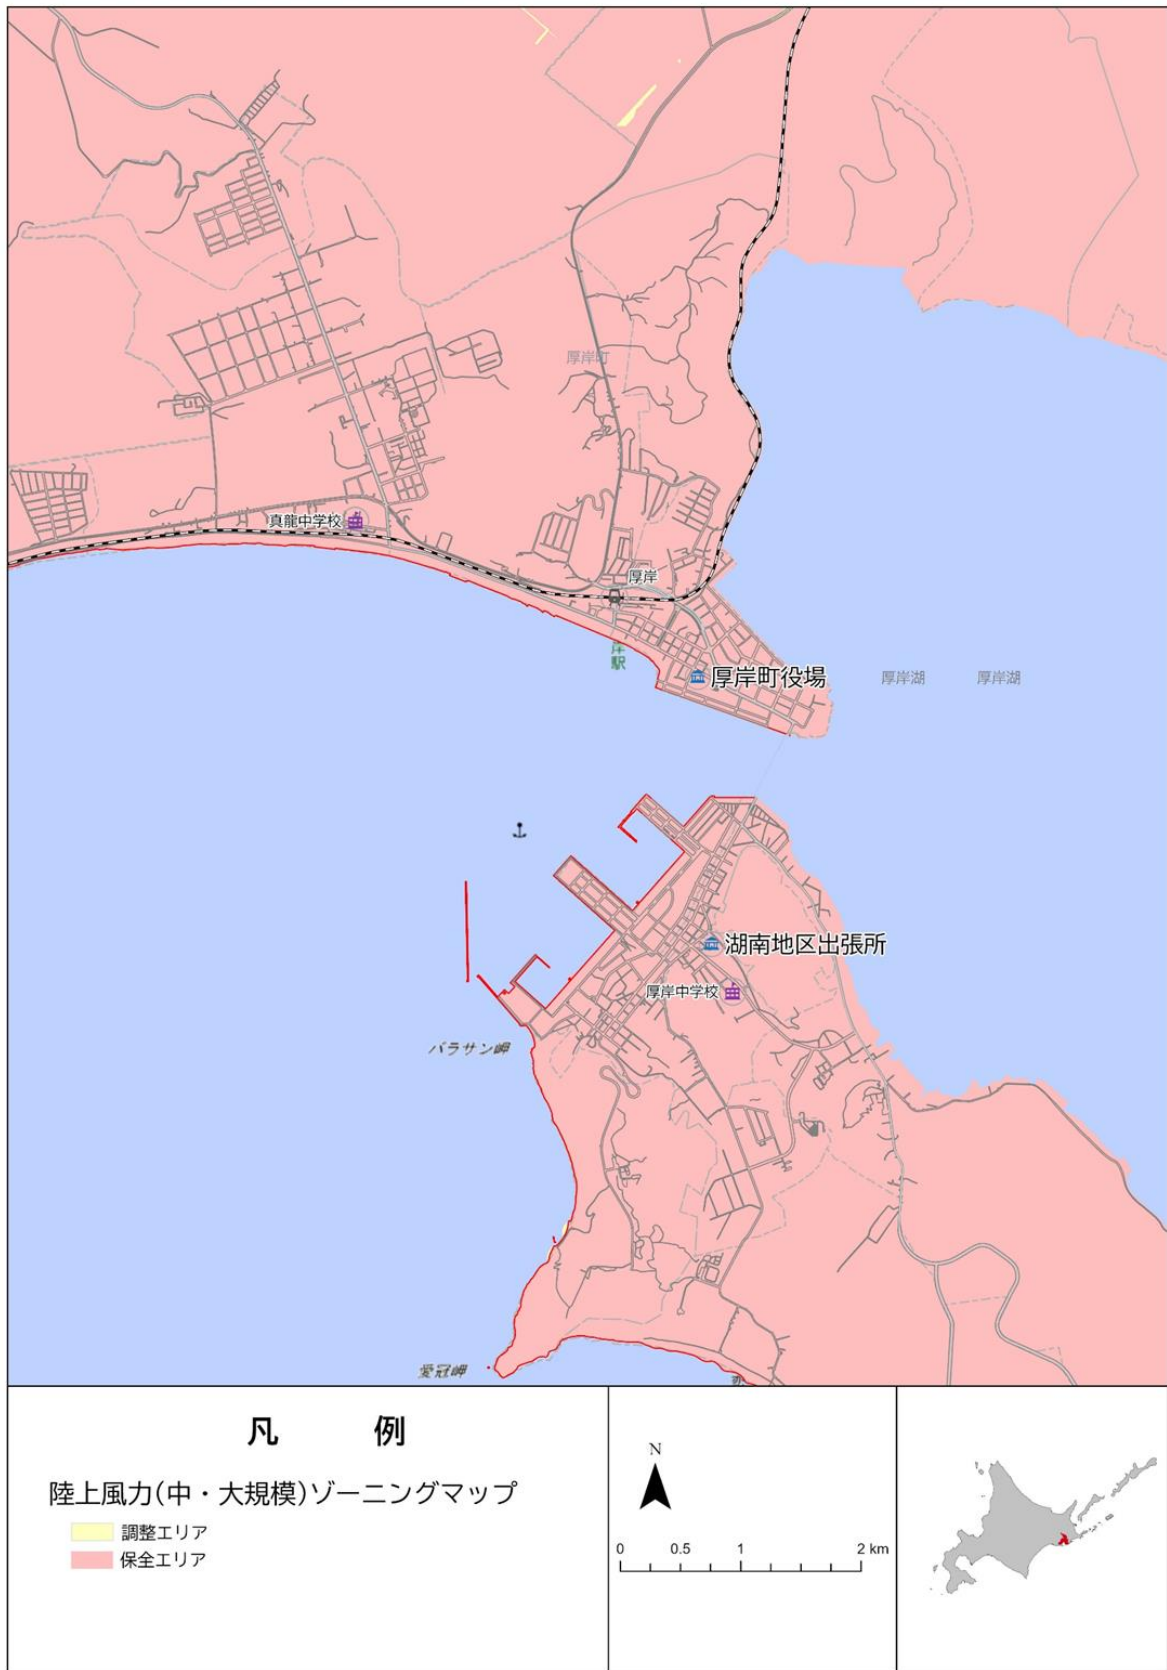 厚岸町
真龍中学校
厚岸
岸駅
厚岸町役場
厚岸湖
厚岸湖
湖南地区出張所
厚岸中学校
バラサン岬
愛冠岬
凡 例
陸上風力(中・大規模)ゾーニングマップ
調整エリア
保全エリア
N
0 0.5 1 2 km